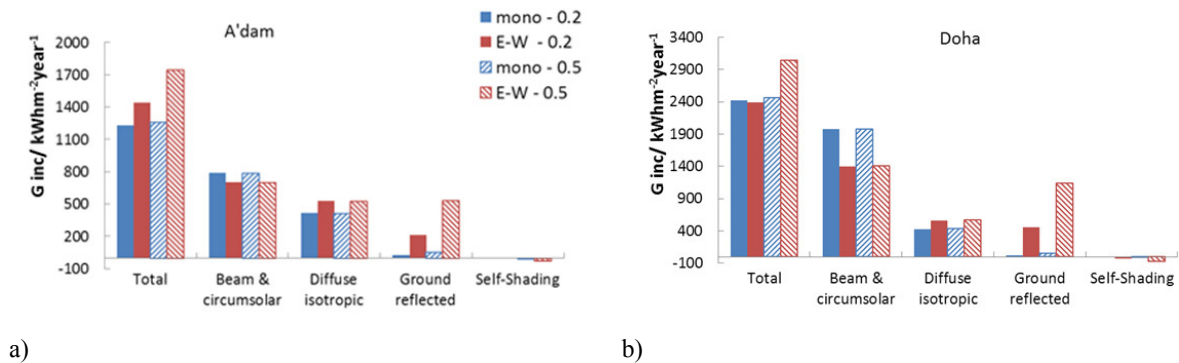 A'dam
G inc/ kWhm⁻²year⁻¹
2000
1700
1400
1100
800
500
200
-100
mono - 0.2
E-W - 0.2
mono - 0.5
E-W - 0.5
Total
Beam &
circumsolar
Diffuse
isotropic
Ground
reflected
Self-Shading
a)
Doha
G inc/ kWhm⁻²year⁻¹
3400
2900
2400
1900
1400
900
400
-100
Total
Beam &
circumsolar
Diffuse
isotropic
Ground
reflected
Self-Shading
b)